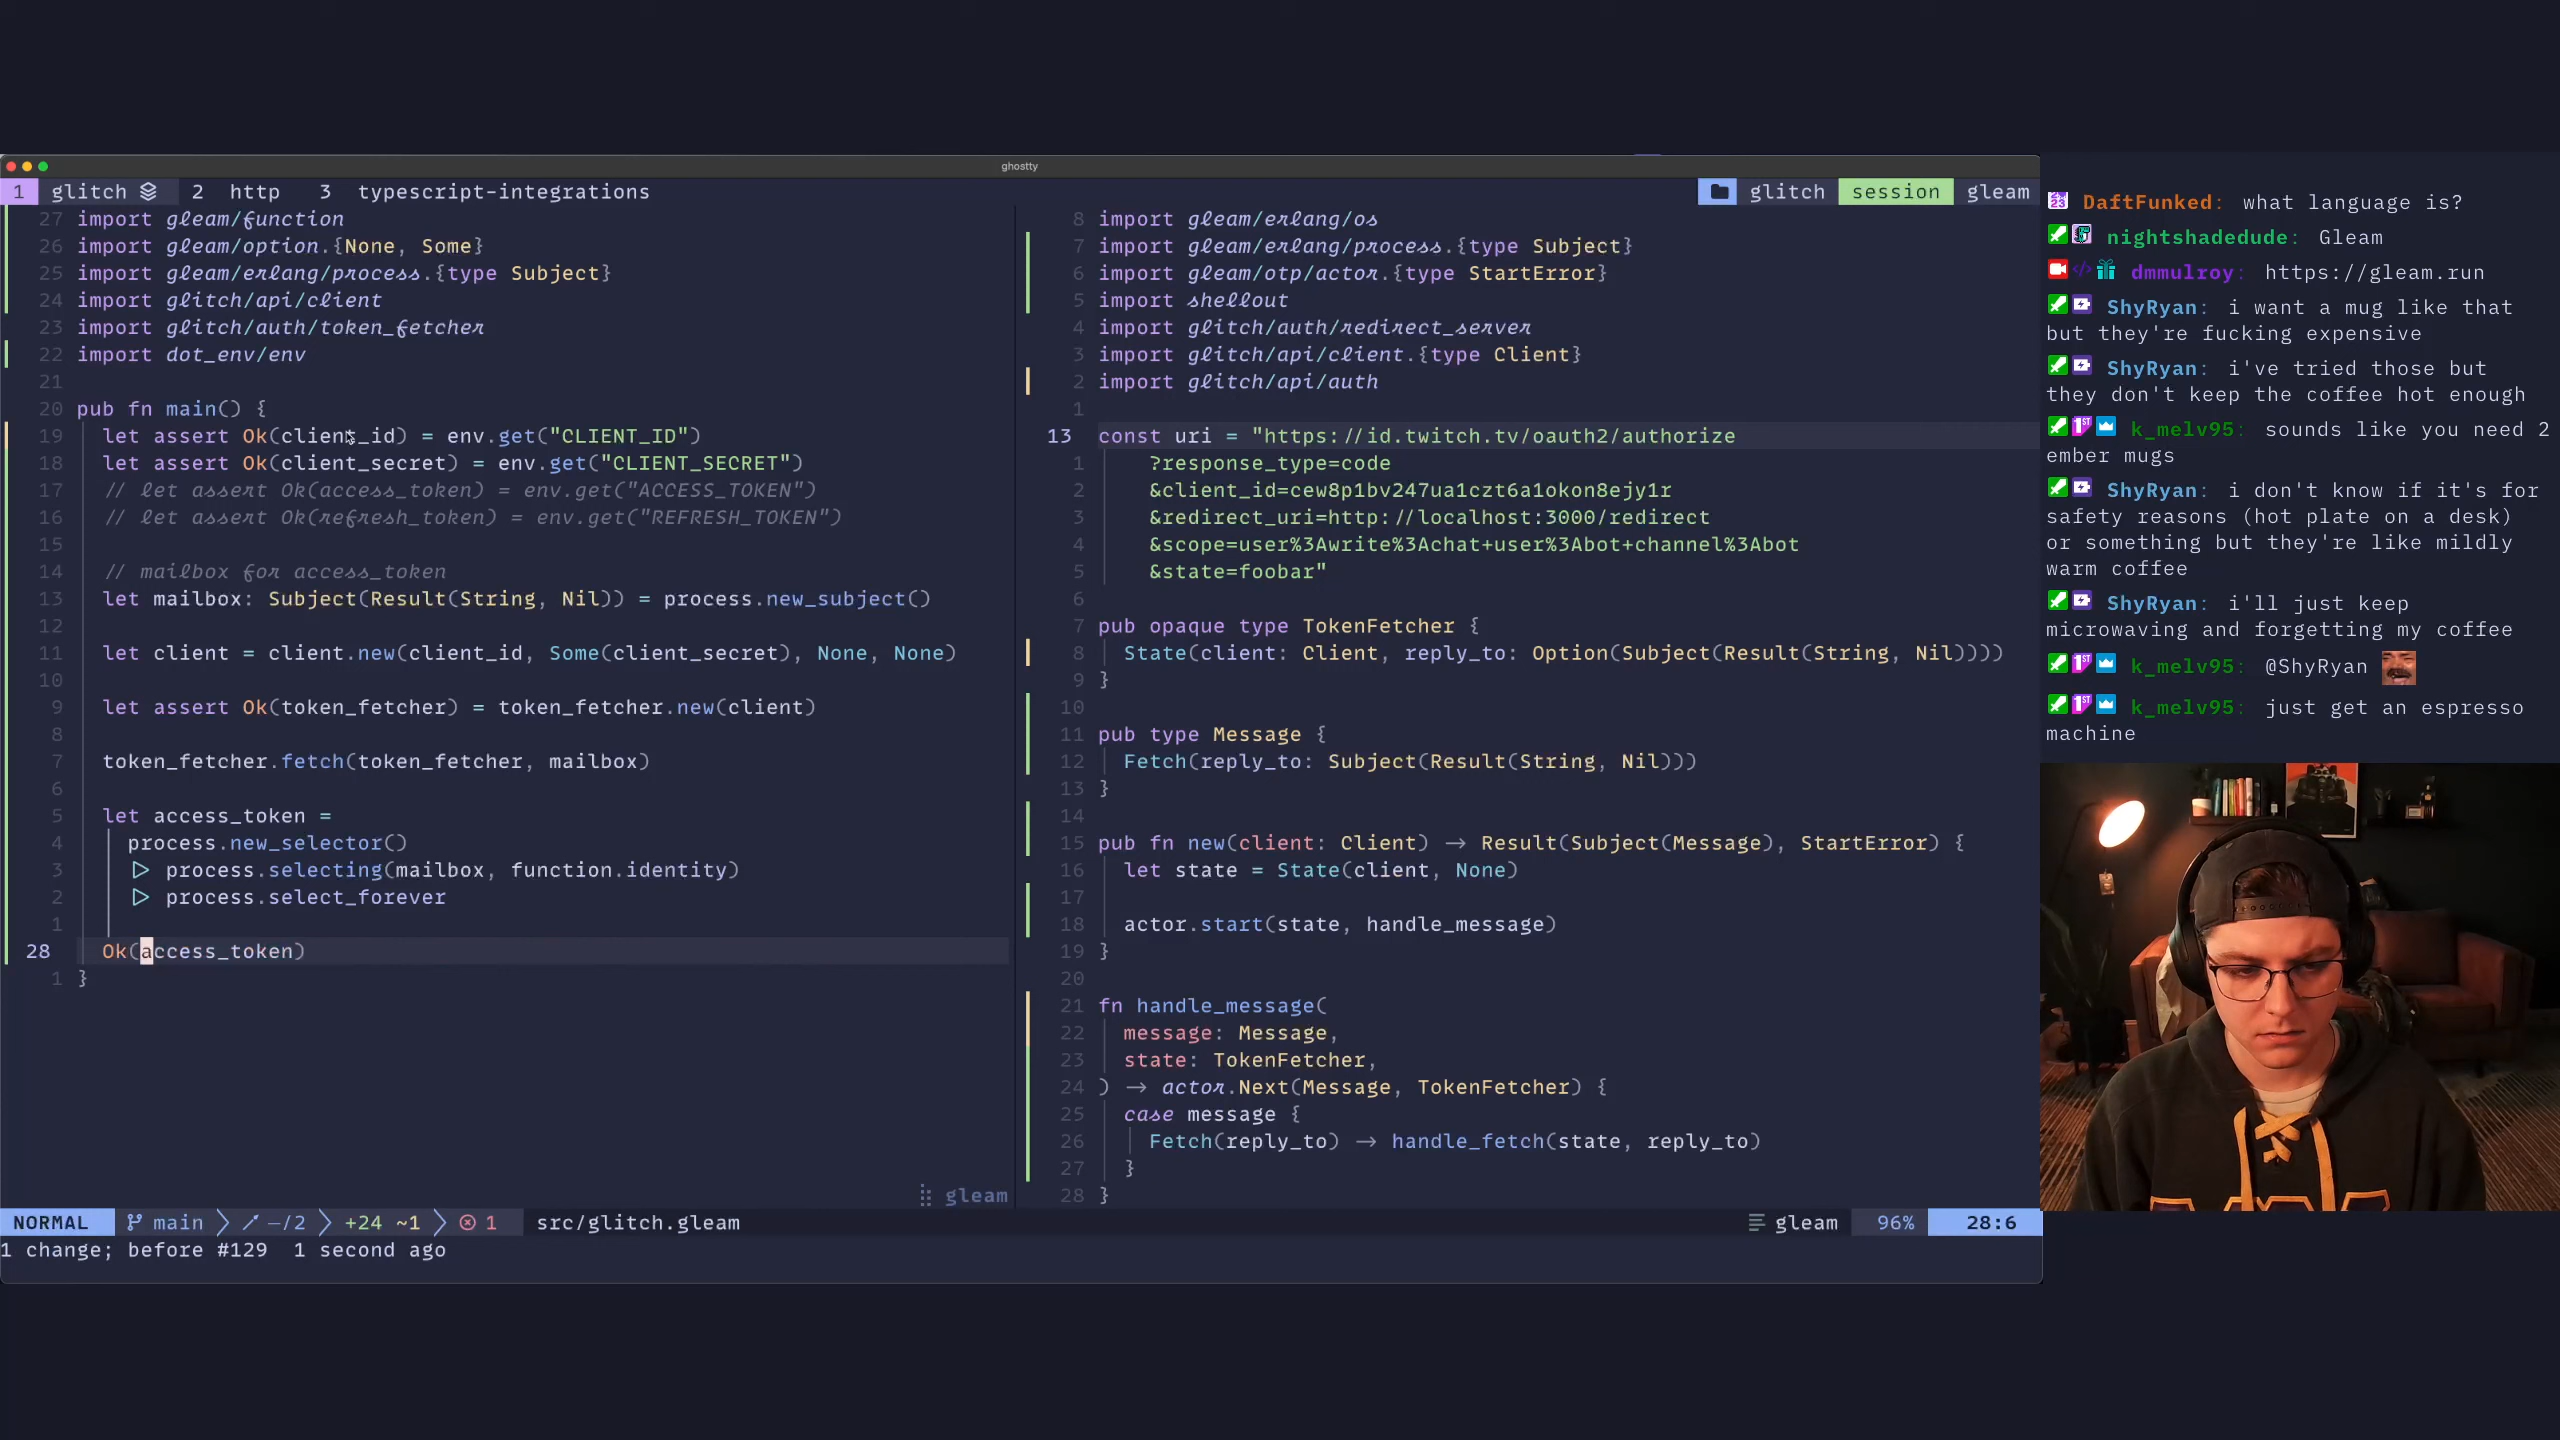 ghostty
1 glitch 2 http 3 typescript-integrations
glitch session gleam
27 import gleam/function
26 import gleam/option.{None, Some}
25 import gleam/erlang/process.{type Subject}
24 import glitch/api/client
23 import glitch/auth/token_fetcher
22 import dot_env/env
21
20 pub fn main() {
19 let assert Ok(client_id) = env.get("CLIENT_ID")
18 let assert Ok(client_secret) = env.get("CLIENT_SECRET")
17 // let assert Ok(access_token) = env.get("ACCESS_TOKEN")
16 // let assert Ok(refresh_token) = env.get("REFRESH_TOKEN")
15
14 // mailbox for access_token
13 let mailbox: Subject(Result(String, Nil)) = process.new_subject()
12
11 let client = client.new(client_id, Some(client_secret), None, None)
10
9 let assert Ok(token_fetcher) = token_fetcher.new(client)
8
7 token_fetcher.fetch(token_fetcher, mailbox)
6
5 let access_token =
4 process.new_selector()
3 |> process.selecting(mailbox, function.identity)
2 |> process.select_forever
1
28 Ok(access_token)
1 }
gleam
8 import gleam/erlang/os
7 import gleam/erlang/process.{type Subject}
6 import gleam/otp/actor.{type StartError}
5 import shellout
4 import glitch/auth/redirect_server
3 import glitch/api/client.{type Client}
2 import glitch/api/auth
1
13 const uri = "https://id.twitch.tv/oauth2/authorize
1 ?response_type=code
2 &client_id=cew8p1bv247ua1czt6a1okon8ejy1r
3 &redirect_uri=http://localhost:3000/redirect
4 &scope=user%3Awrite%3Achat+user%3Abot+channel%3Abot
5 &state=foobar"
6
7 pub opaque type TokenFetcher {
8 State(client: Client, reply_to: Option(Subject(Result(String, Nil))))
9 }
10
11 pub type Message {
12 Fetch(reply_to: Subject(Result(String, Nil)))
13 }
14
15 pub fn new(client: Client) -> Result(Subject(Message), StartError) {
16 let state = State(client, None)
17
18 actor.start(state, handle_message)
19 }
20
21 fn handle_message(
22 message: Message,
23 state: TokenFetcher,
24 ) -> actor.Next(Message, TokenFetcher) {
25 case message {
26 Fetch(reply_to) -> handle_fetch(state, reply_to)
27 }
28 }
NORMAL main –/2 +24 ~1 1 src/glitch.gleam gleam 96% 28:6
1 change; before #129 1 second ago
DaftFunked: what language is?
nightshadedude: Gleam
dmmulroy: https://gleam.run
ShyRyan: i want a mug like that
but they're fucking expensive
ShyRyan: i've tried those but
they don't keep the coffee hot enough
k_melv95: sounds like you need 2
ember mugs
ShyRyan: i don't know if it's for
safety reasons (hot plate on a desk)
or something but they're like mildly
warm coffee
ShyRyan: i'll just keep
microwaving and forgetting my coffee
k_melv95: @ShyRyan
k_melv95: just get an espresso
machine